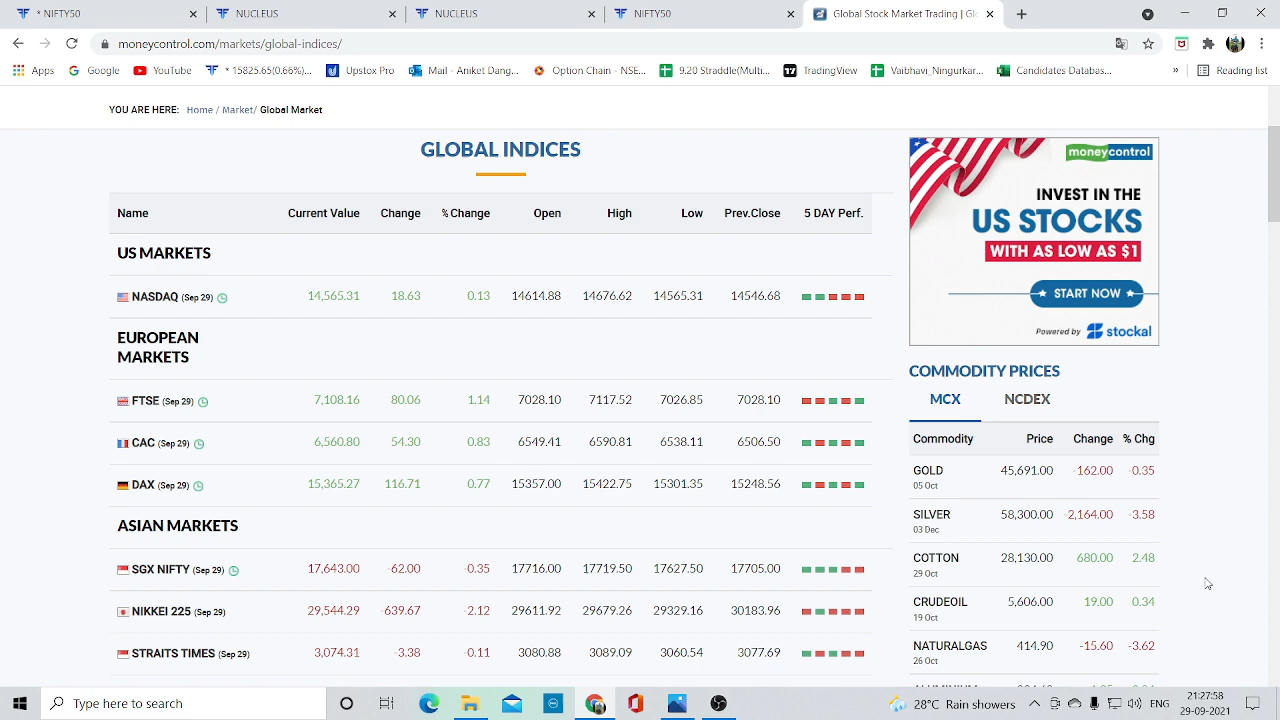 * NIFTY50
NUCLEUS
NUCLEUS
NIFTY50
Global Stock Market Trading | Gl
moneycontrol.com/markets/global-indices/
Apps
Google
Youtube
* 15825.65(0.66%)...
Upstox Pro
Mail - Aniket Dang...
Option Chain - NSE...
9.20 Straddle(Multi...
TradingView
Vaibhav_Ningurkar...
Candidates Databa...
»
Reading list
YOU ARE HERE: Home / Market/ Global Market
GLOBAL INDICES
Name Current Value Change % Change Open High Low Prev.Close 5 DAY Perf.
US MARKETS
NASDAQ (Sep 29) 14,565.31 18.63 0.13 14614.88 14676.62 14565.31 14546.68
EUROPEAN
MARKETS
FTSE (Sep 29) 7,108.16 80.06 1.14 7028.10 7117.52 7026.85 7028.10
CAC (Sep 29) 6,560.80 54.30 0.83 6549.41 6590.81 6538.11 6506.50
DAX (Sep 29) 15,365.27 116.71 0.77 15357.00 15422.75 15301.35 15248.56
ASIAN MARKETS
SGX NIFTY (Sep 29) 17,643.00 -62.00 -0.35 17716.00 17719.50 17627.50 17705.00
NIKKEI 225 (Sep 29) 29,544.29 -639.67 -2.12 29611.92 29679.26 29329.16 30183.96
STRAITS TIMES (Sep 29) 3,074.31 -3.38 -0.11 3080.88 3089.09 3060.54 3077.69
moneycontrol
INVEST IN THE
US STOCKS
WITH AS LOW AS $1
START NOW
Powered by stockal
COMMODITY PRICES
MCX NCDEX
Commodity Price Change % Chg
GOLD 45,691.00 -162.00 -0.35
05 Oct
SILVER 58,300.00 -2,164.00 -3.58
03 Dec
COTTON 28,130.00 680.00 2.48
29 Oct
CRUDEOIL 5,606.00 19.00 0.34
19 Oct
NATURALGAS 414.90 -15.60 -3.62
26 Oct
Type here to search
28°C Rain showers
ENG
21:27:58
29-09-2021